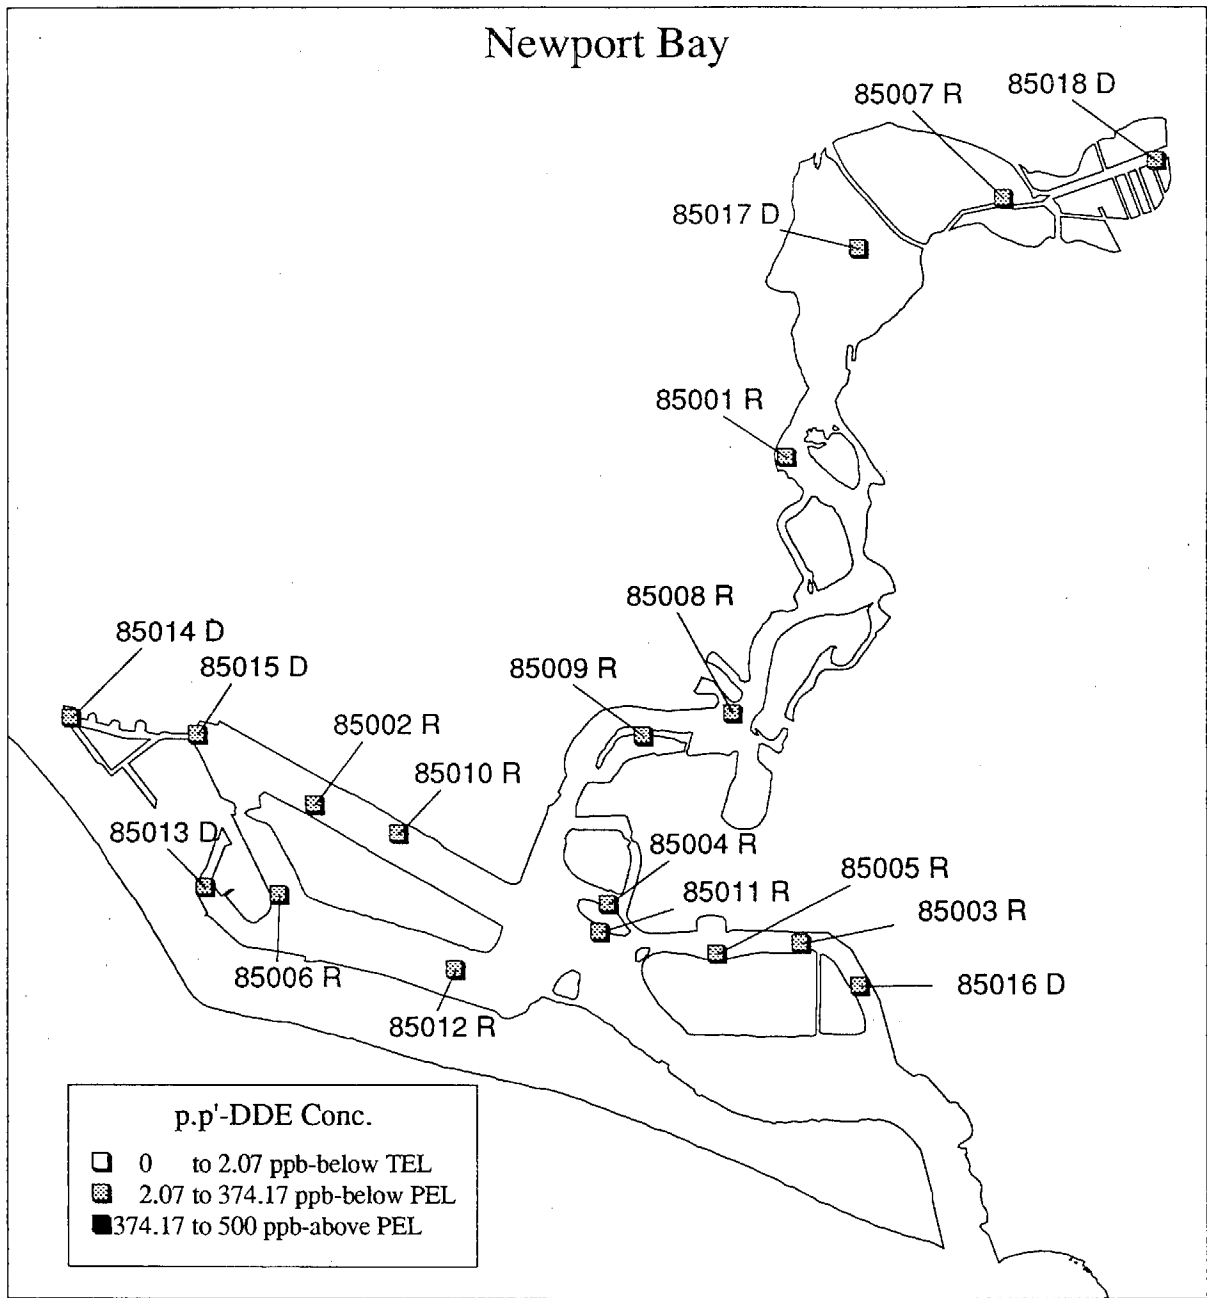 Newport Bay
85018 D
85007 R
85017 D
85001 R
85008 R
85014 D
85015 D
85009 R
85002 R
85010 R
85013 D
85004 R
85005 R
85011 R
85003 R
85006 R
85016 D
85012 R
p.p'-DDE Conc.
0 to 2.07 ppb-below TEL
2.07 to 374.17 ppb-below PEL
374.17 to 500 ppb-above PEL